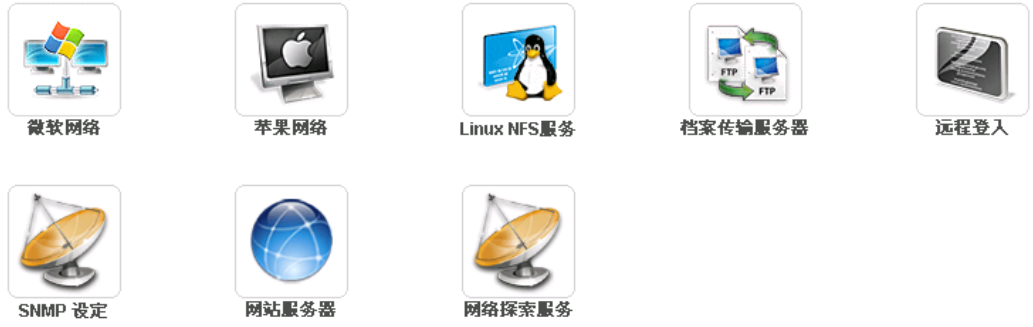 微软网络
苹果网络
Linux NFS服务
FTP
FTP
档案传输服务器
远程登入
SNMP 设定
网站服务器
网络探索服务